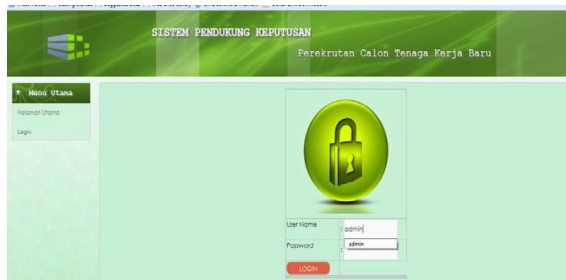 SISTEM PENDUKUNG KEPUTUSAN
Perekrutan Calon Tenaga Kerja Baru
★ Menu Utama
Halaman Utama
Login
User Name : admin
Password :
admin
LOGIN